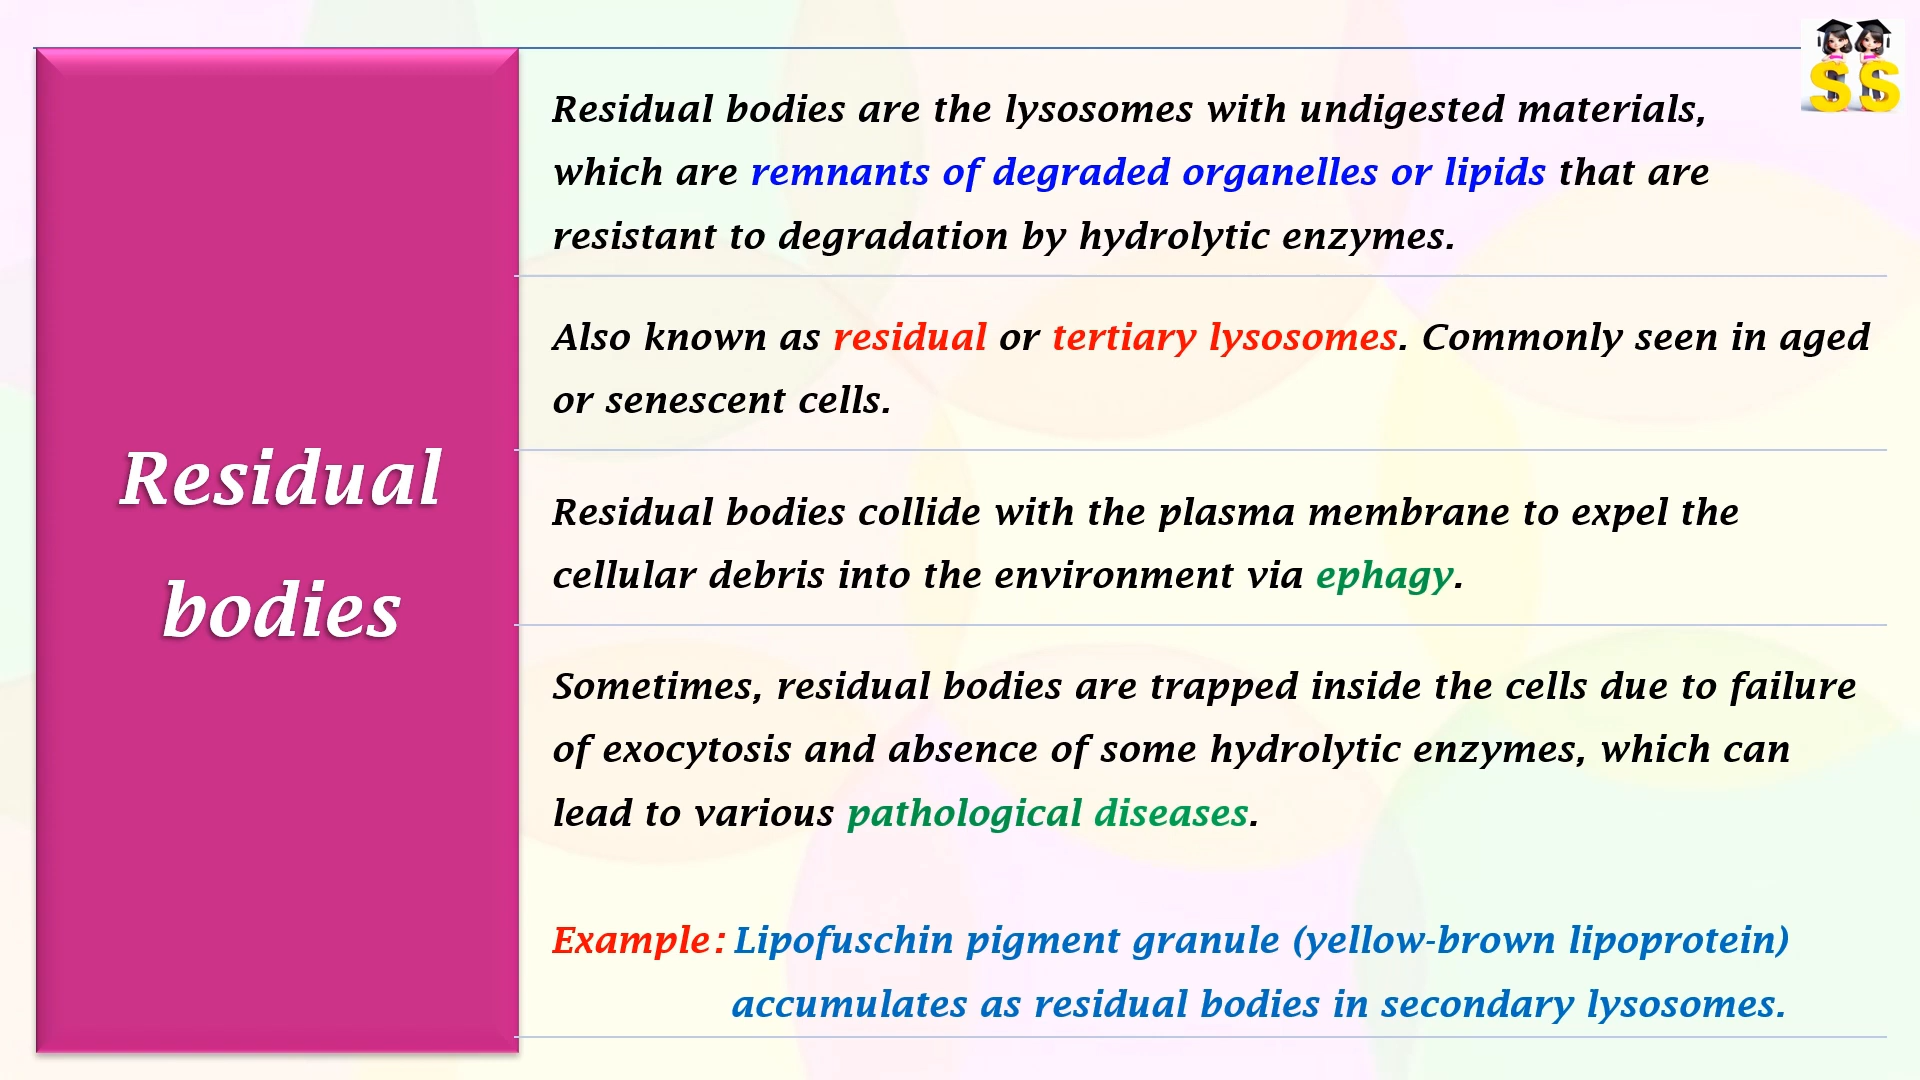 Residual
bodies
Residual bodies are the lysosomes with undigested materials,
which are remnants of degraded organelles or lipids that are
resistant to degradation by hydrolytic enzymes.
Also known as residual or tertiary lysosomes. Commonly seen in aged
or senescent cells.
Residual bodies collide with the plasma membrane to expel the
cellular debris into the environment via ephagy.
Sometimes, residual bodies are trapped inside the cells due to failure
of exocytosis and absence of some hydrolytic enzymes, which can
lead to various pathological diseases.
Example: Lipofuschin pigment granule (yellow-brown lipoprotein)
accumulates as residual bodies in secondary lysosomes.
SS